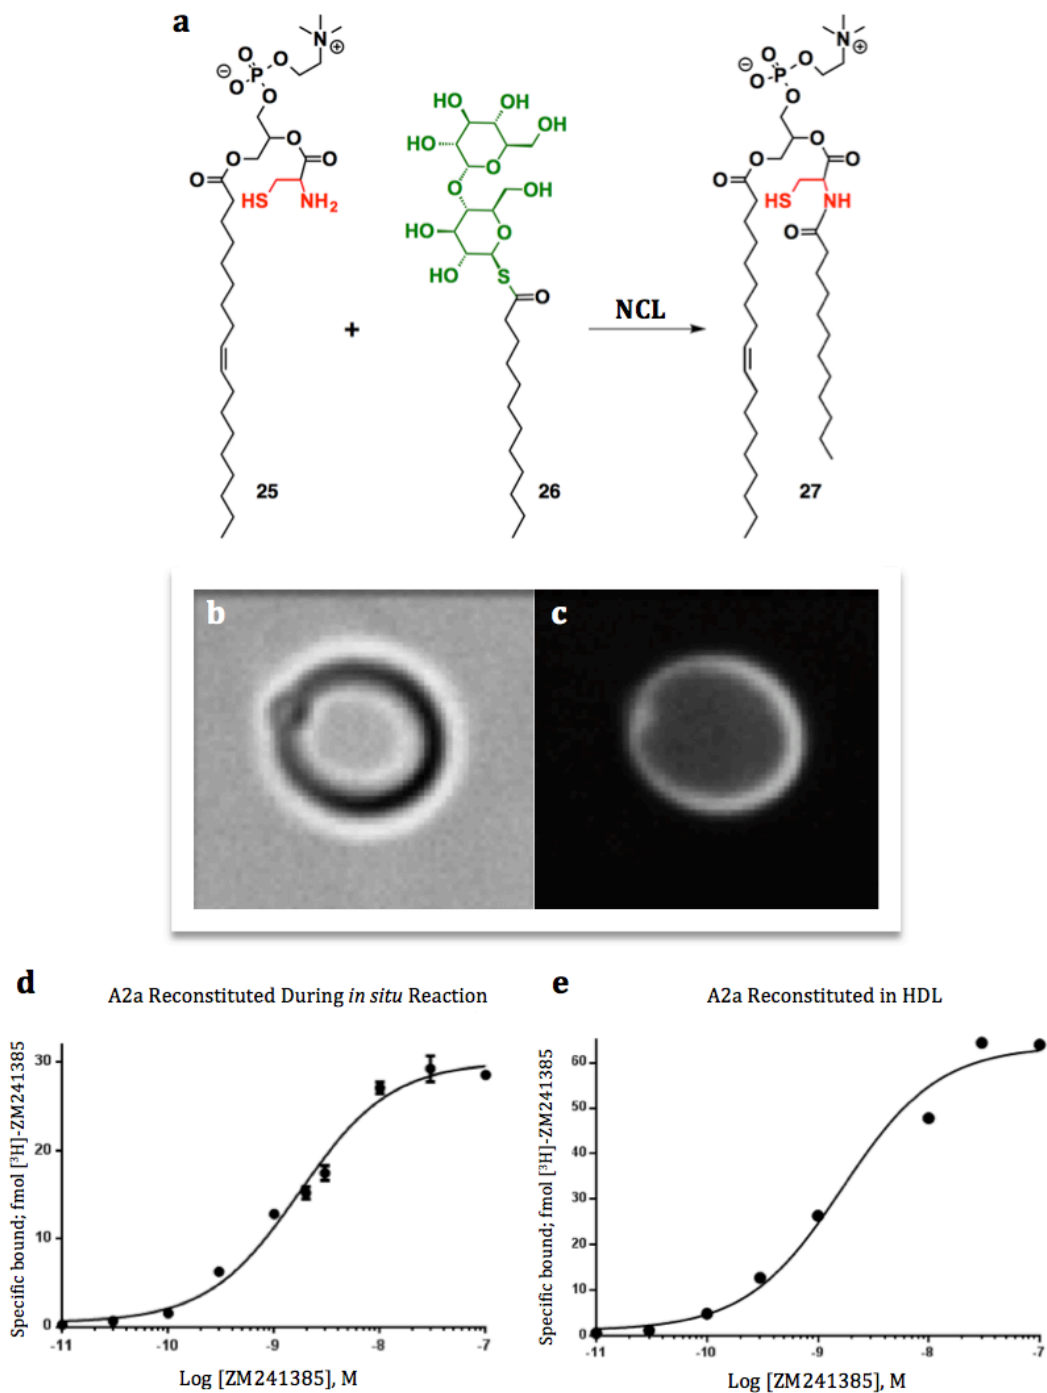 a
N ⊕
⊖ O P O
O
O
O
O
O
O
HS NH₂
25
+
HO OH
HO OH
O
O OH
HO O
HO S
O
26
NCL
N ⊕
⊖ O P O
O
O
O
O
O
O
HS NH
O
27
b
c
d
A2a Reconstituted During in situ Reaction
Specific bound; fmol [³H]-ZM241385
30
20
10
0
-11 -10 -9 -8 -7
Log [ZM241385], M
e
A2a Reconstituted in HDL
Specific bound; fmol [³H]-ZM241385
60
50
40
30
20
10
0
-11 -10 -9 -8 -7
Log [ZM241385], M